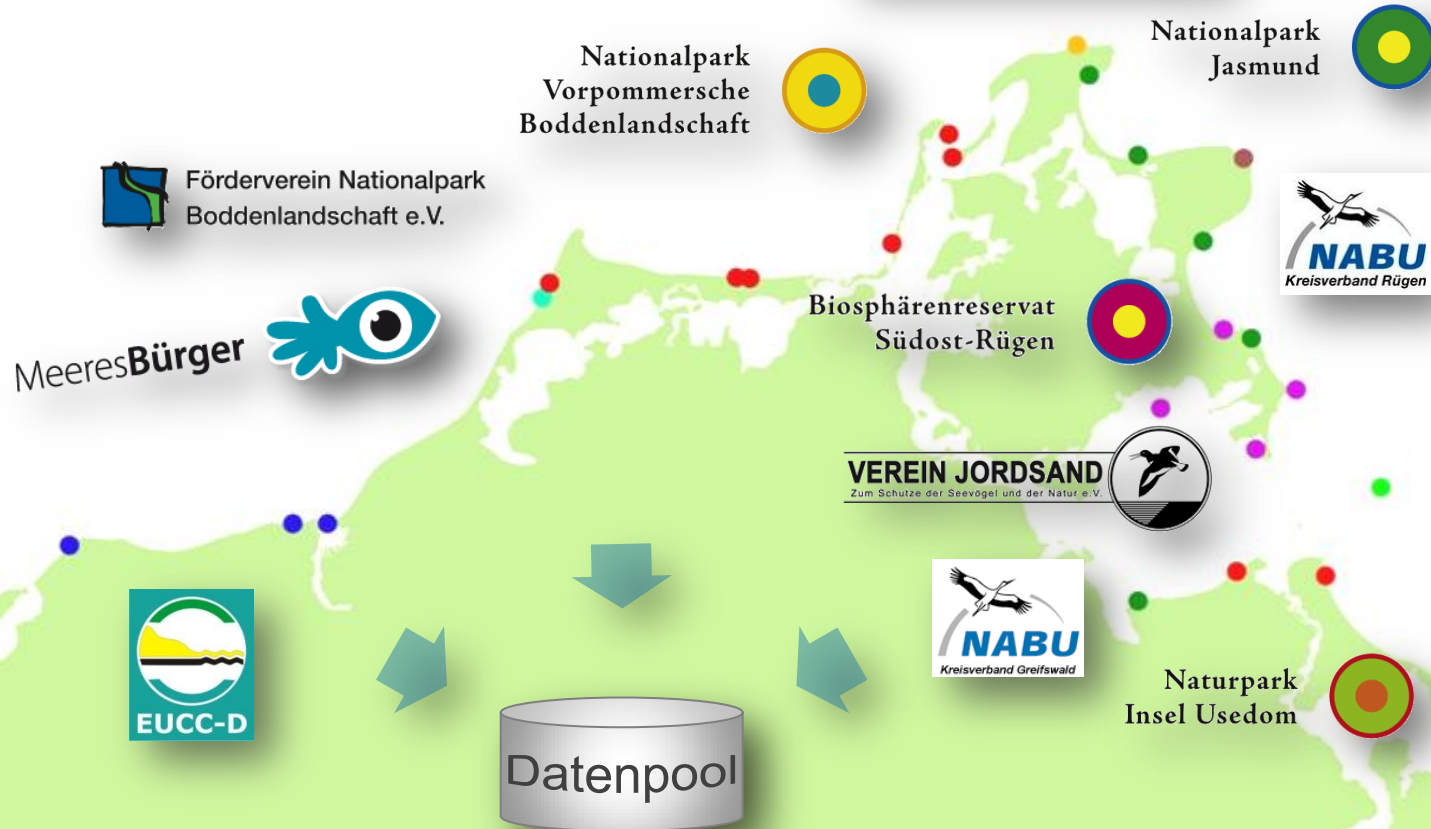 Nationalpark
Jasmund
Nationalpark
Vorpommersche
Boddenlandschaft
Förderverein Nationalpark
Boddenlandschaft e.V.
NABU
Kreisverband Rügen
Biosphärenreservat
Südost-Rügen
MeeresBürger
VEREIN JORDSAND
Zum Schutze der Seevögel und der Natur e.V.
NABU
Kreisverband Greifswald
EUCC-D
Naturpark
Insel Usedom
Datenpool